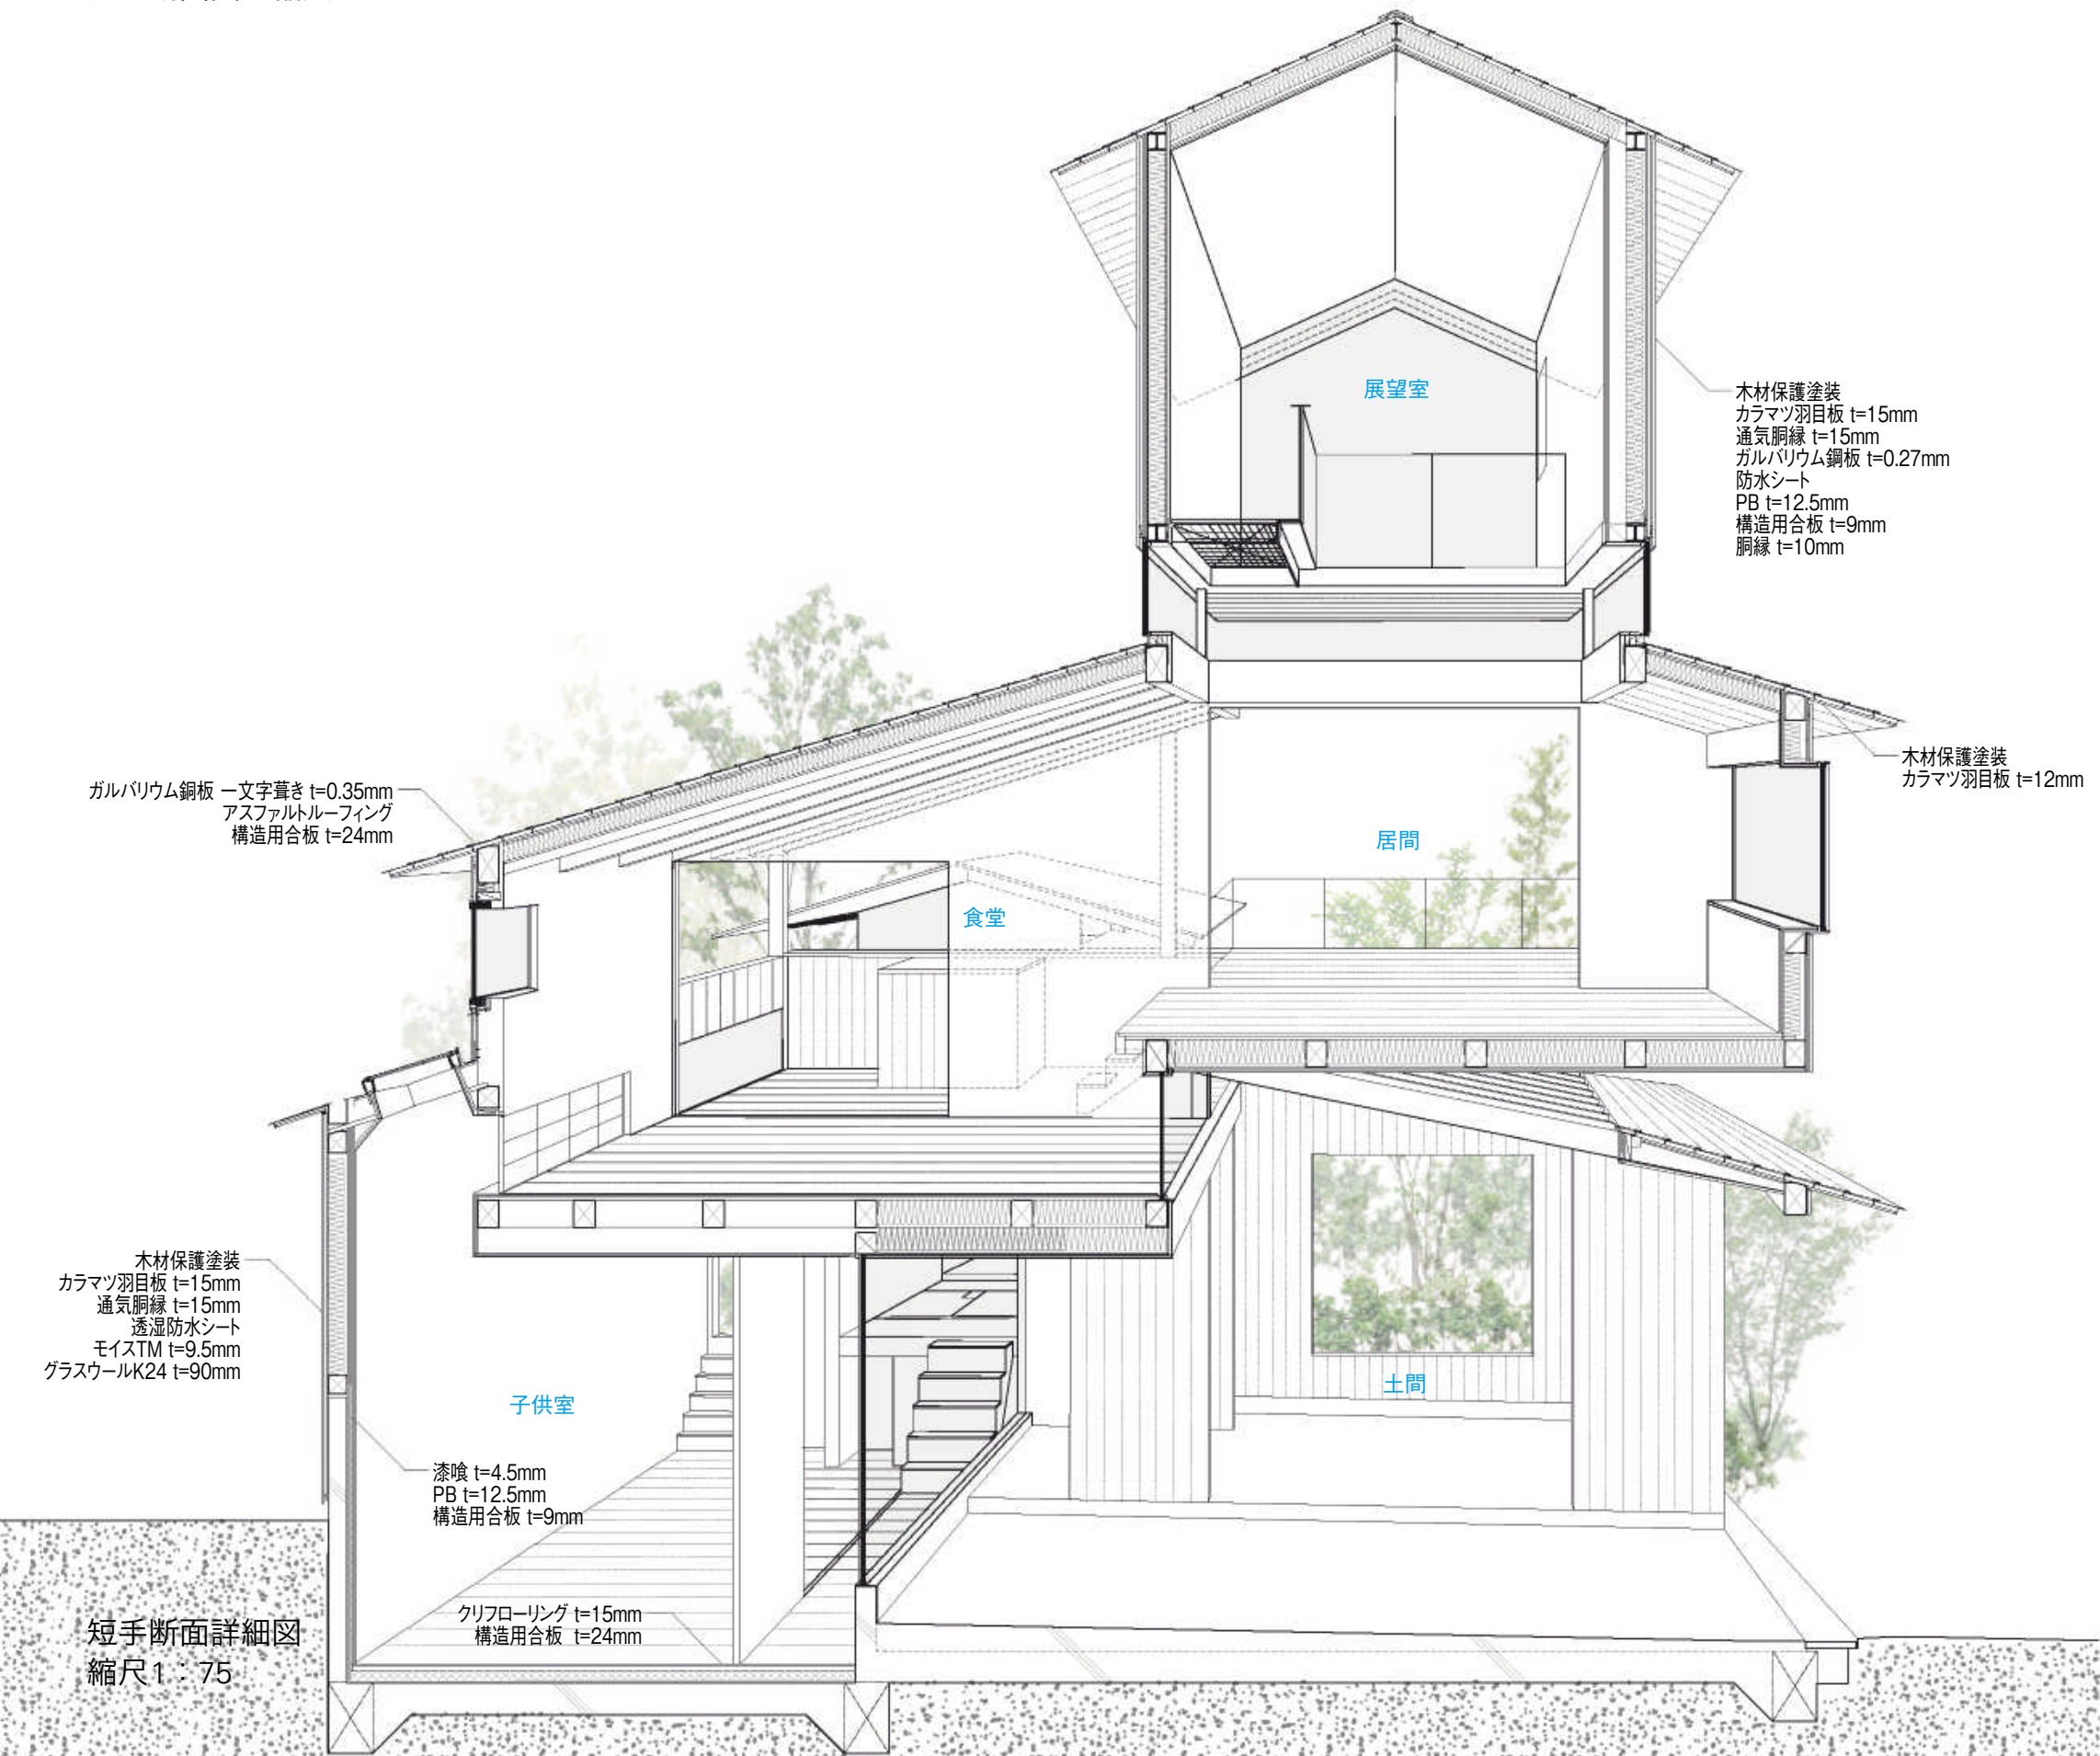 展望室
木材保護塗装
カラマツ羽目板 t=15mm
通気胴縁 t=15mm
ガルバリウム鋼板 t=0.27mm
防水シート
PB t=12.5mm
構造用合板 t=9mm
胴縁 t=10mm
木材保護塗装
カラマツ羽目板 t=12mm
ガルバリウム鋼板 一文字葺き t=0.35mm
アスファルトルーフィング
構造用合板 t=24mm
居間
食堂
木材保護塗装
カラマツ羽目板 t=15mm
通気胴縁 t=15mm
透湿防水シート
モイスTM t=9.5mm
グラスウールK24 t=90mm
子供室
土間
漆喰 t=4.5mm
PB t=12.5mm
構造用合板 t=9mm
クリフローリング t=15mm
構造用合板 t=24mm
短手断面詳細図
縮尺1：75